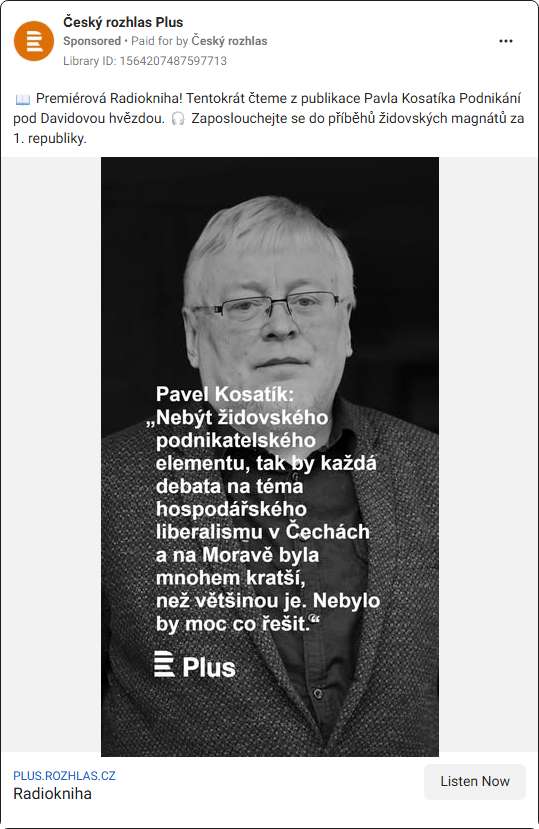 Český rozhlas Plus
Sponsored • Paid for by Český rozhlas
Library ID: 1564207487597713
📖 Premiérová Radiokniha! Tentokrát čteme z publikace Pavla Kosatíka Podnikání
pod Davidovou hvězdou. 🎧 Zaposlouchejte se do příběhů židovských magnátů za
1. republiky.
Pavel Kosatík:
„Nebýt židovského
podnikatelského
elementu, tak by každá
debata na téma
hospodářského
liberalismu v Čechách
a na Moravě byla
mnohem kratší,
než většinou je. Nebylo
by moc co řešit.“
Plus
PLUS.ROZHLAS.CZ
Radiokniha
Listen Now